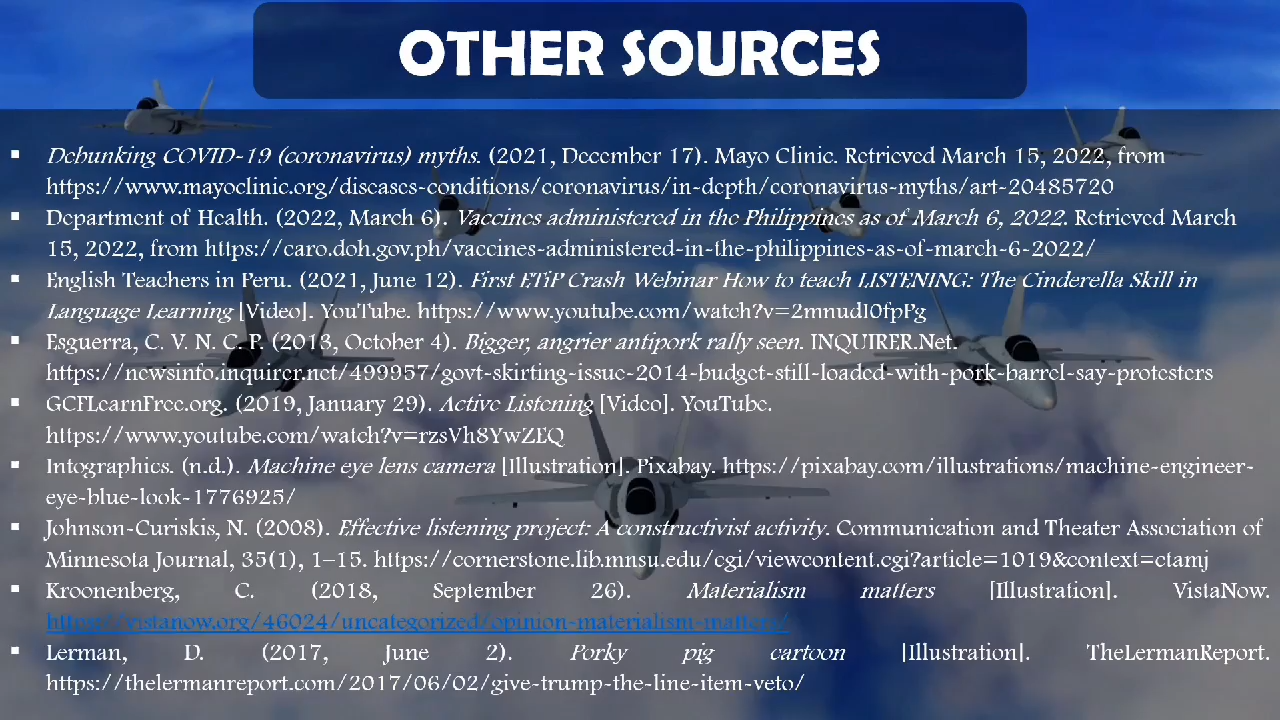 OTHER SOURCES
▪ Debunking COVID-19 (coronavirus) myths. (2021, December 17). Mayo Clinic. Retrieved March 15, 2022, from
https://www.mayoclinic.org/diseases-conditions/coronavirus/in-depth/coronavirus-myths/art-20485720
▪ Department of Health. (2022, March 6). Vaccines administered in the Philippines as of March 6, 2022. Retrieved March
15, 2022, from https://caro.doh.gov.ph/vaccines-administered-in-the-philippines-as-of-march-6-2022/
▪ English Teachers in Peru. (2021, June 12). First ETiP Crash Webinar How to teach LISTENING: The Cinderella Skill in
Language Learning [Video]. YouTube. https://www.youtube.com/watch?v=2mnudI0fpPg
▪ Esguerra, C. V. N. C. P. (2013, October 4). Bigger, angrier antipork rally seen. INQUIRER.Net.
https://newsinfo.inquirer.net/499957/govt-skirting-issue-2014-budget-still-loaded-with-pork-barrel-say-protesters
▪ GCFLearnFree.org. (2019, January 29). Active Listening [Video]. YouTube.
https://www.youtube.com/watch?v=rzsVh8YwZEQ
▪ Intographics. (n.d.). Machine eye lens camera [Illustration]. Pixabay. https://pixabay.com/illustrations/machine-engineer-
eye-blue-look-1776925/
▪ Johnson-Curiskis, N. (2008). Effective listening project: A constructivist activity. Communication and Theater Association of
Minnesota Journal, 35(1), 1–15. https://cornerstone.lib.mnsu.edu/cgi/viewcontent.cgi?article=1019&context=ctamj
▪ Kroonenberg, C. (2018, September 26). Materialism matters [Illustration]. VistaNow.
https://vistanow.org/46024/uncategorized/opinion-materialism-matters/
▪ Lerman, D. (2017, June 2). Porky pig cartoon [Illustration]. TheLermanReport.
https://thelermanreport.com/2017/06/02/give-trump-the-line-item-veto/